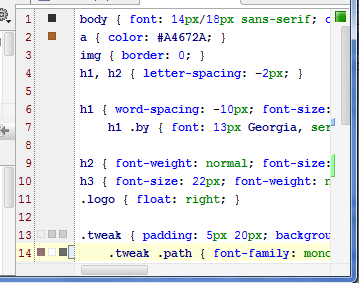 1 body { font: 14px/18px sans-serif; c
2 a { color: #A4672A; }
3 img { border: 0; }
4 h1, h2 { letter-spacing: -2px; }
5
6 h1 { word-spacing: -10px; font-size:
7 h1 .by { font: 13px Georgia, ser
8
9 h2 { font-weight: normal; font-size:
10 h3 { font-size: 22px; font-weight: n
11 .logo { float: right; }
12
13 .tweak { padding: 5px 20px; backgrou
14 .tweak .path { font-family: mono